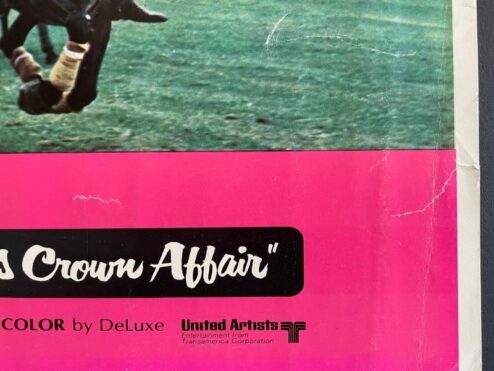 s Crown Affair"
COLOR by DeLuxe
United Artists
Entertainment from
Transamerica Corporation